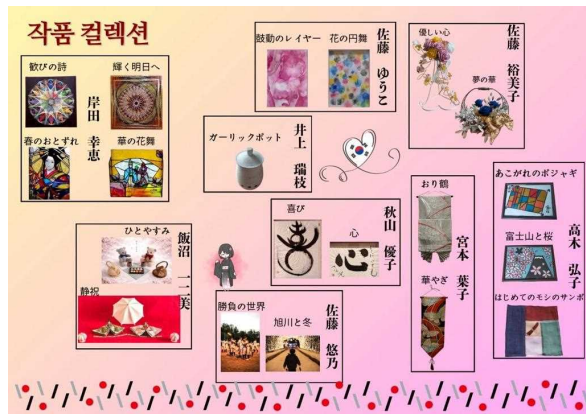 작품 컬렉션
歓びの詩
輝く明日へ
春のおとずれ
華の花舞
岸田 幸恵
鼓動のレイヤー
花の円舞
佐藤 ゆうこ
優しい心
夢の華
佐藤 裕美子
ガーリックポット
井上 瑞枝
喜び
心
秋山 優子
おり鶴
華やぎ
宮本 葉子
あこがれのポジャギ
富士山と桜
はじめてのモシのサンポ
高木 弘子
ひとやすみ
静祝
飯沼 一二美
勝負の世界
旭川と冬
佐藤 悠乃